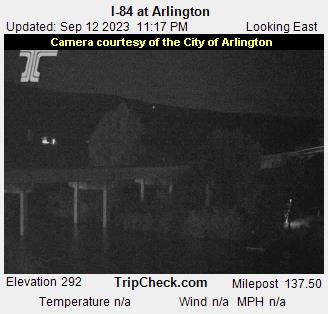 I-84 at Arlington
Updated: Sep 12 2023 11:17 PM Looking East
Camera courtesy of the City of Arlington
Elevation 292 TripCheck.com Milepost 137.50
Temperature n/a Wind n/a MPH n/a